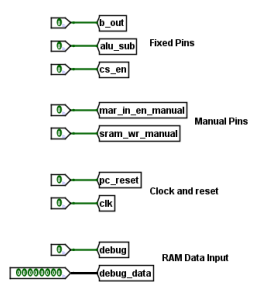 0 b_out
0 alu_sub Fixed Pins
0 cs_en
0 mar_in_en_manual
Manual Pins
0 sram_wr_manual
0 pc_reset
Clock and reset
0 clk
0 debug
RAM Data Input
00000000 debug_data